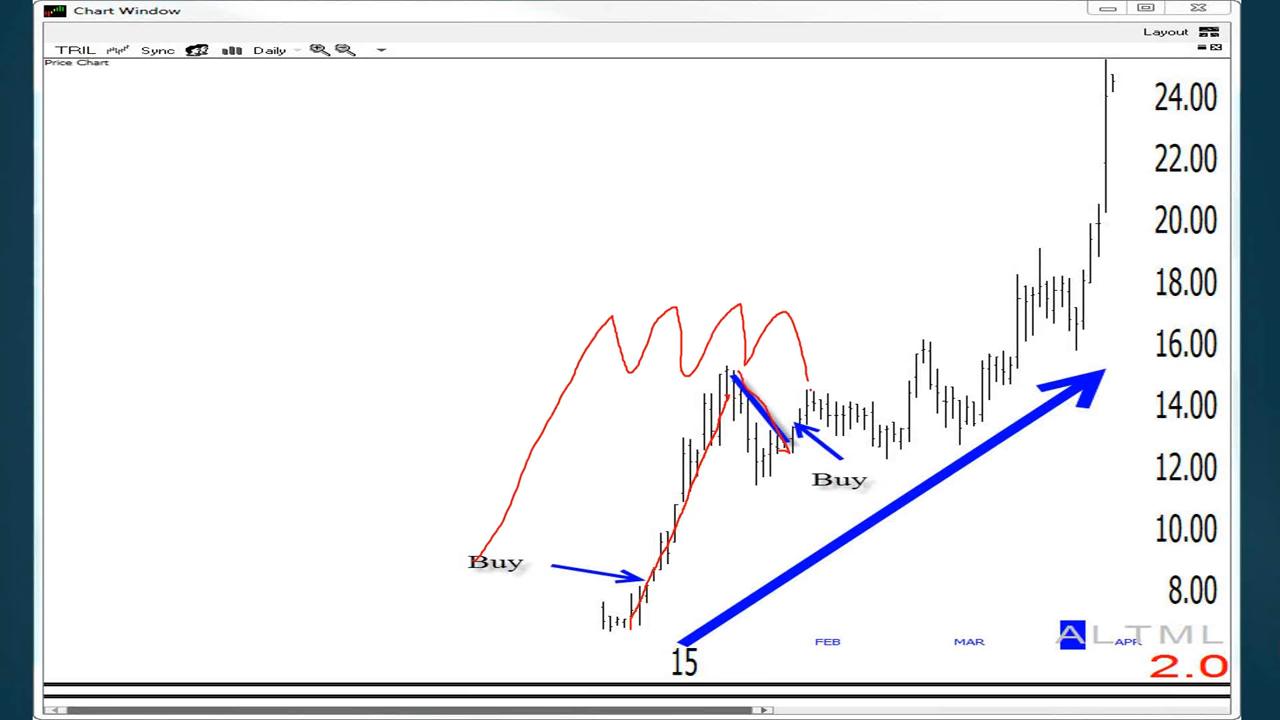 Chart Window
Layout
TRIL Sync Daily
Price Chart
24.00
22.00
20.00
18.00
16.00
14.00
12.00
Buy
10.00
Buy
8.00
FEB MAR APR
ALTML
15
2.0